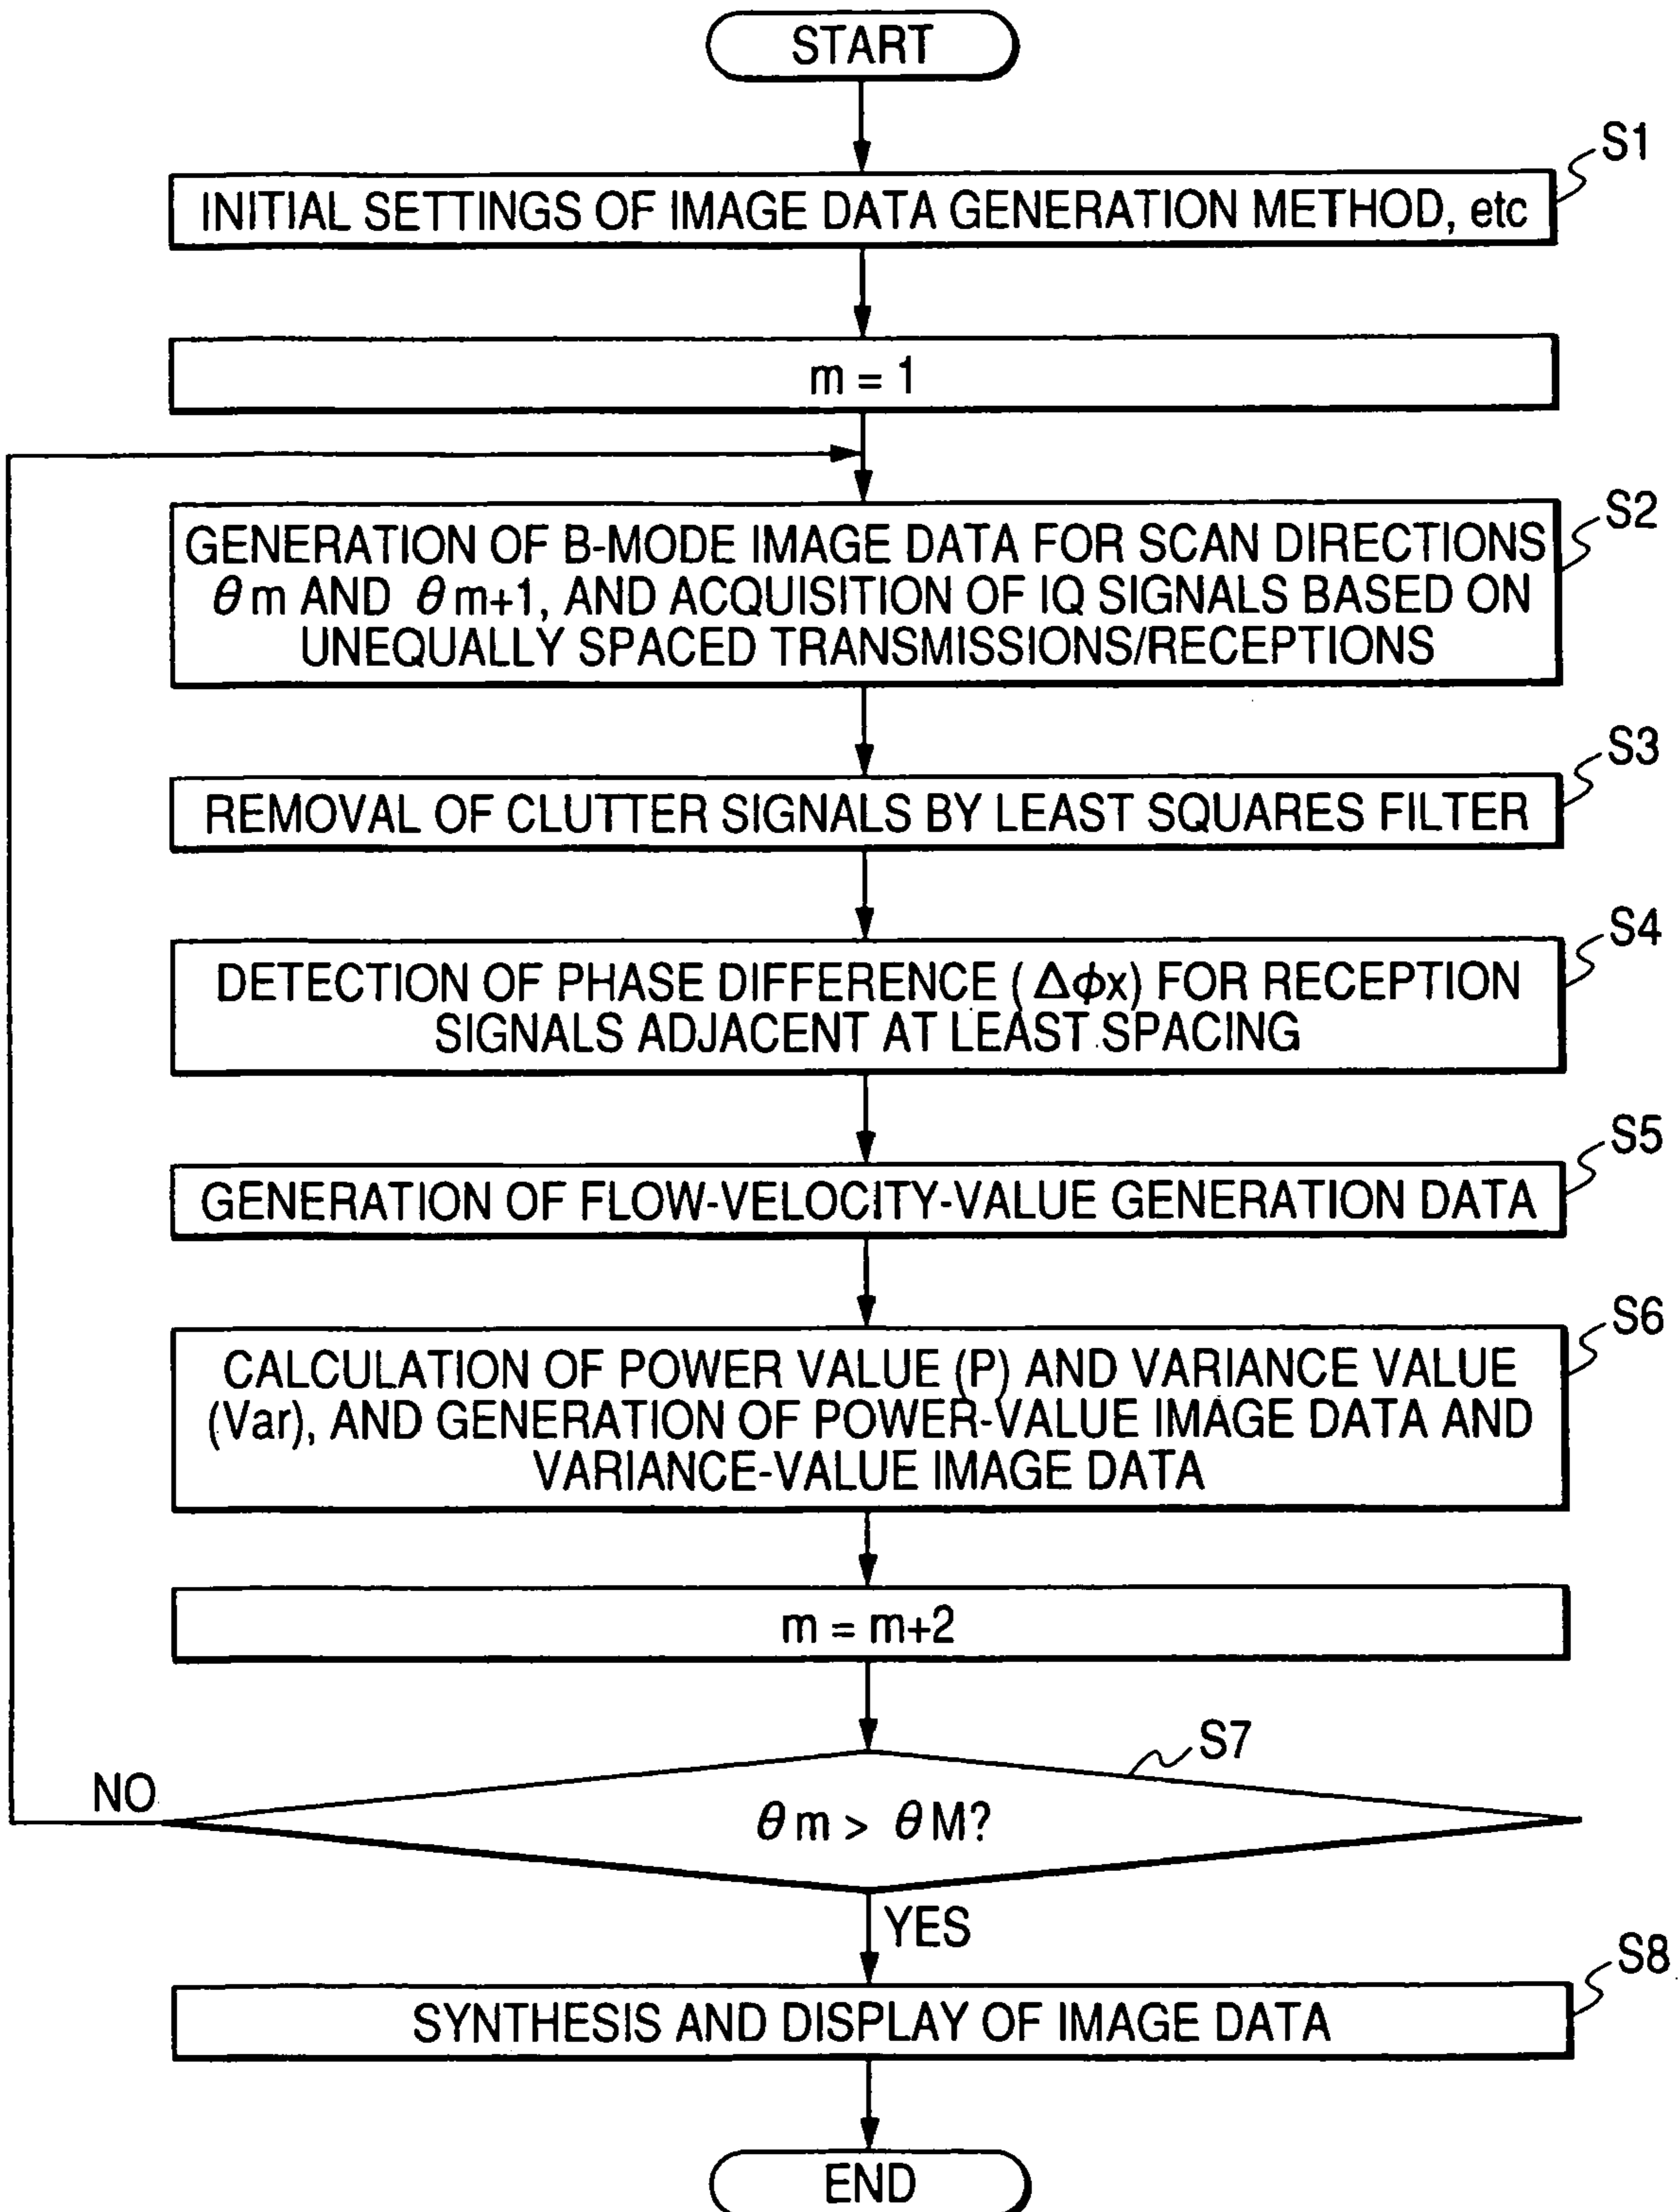 START
S1
INITIAL SETTINGS OF IMAGE DATA GENERATION METHOD, etc
m = 1
S2
GENERATION OF B-MODE IMAGE DATA FOR SCAN DIRECTIONS
θm AND θm+1, AND ACQUISITION OF IQ SIGNALS BASED ON
UNEQUALLY SPACED TRANSMISSIONS/RECEPTIONS
S3
REMOVAL OF CLUTTER SIGNALS BY LEAST SQUARES FILTER
S4
DETECTION OF PHASE DIFFERENCE (Δϕx) FOR RECEPTION
SIGNALS ADJACENT AT LEAST SPACING
S5
GENERATION OF FLOW-VELOCITY-VALUE GENERATION DATA
S6
CALCULATION OF POWER VALUE (P) AND VARIANCE VALUE
(Var), AND GENERATION OF POWER-VALUE IMAGE DATA AND
VARIANCE-VALUE IMAGE DATA
m = m+2
S7
NO
θm > θM?
YES
S8
SYNTHESIS AND DISPLAY OF IMAGE DATA
END